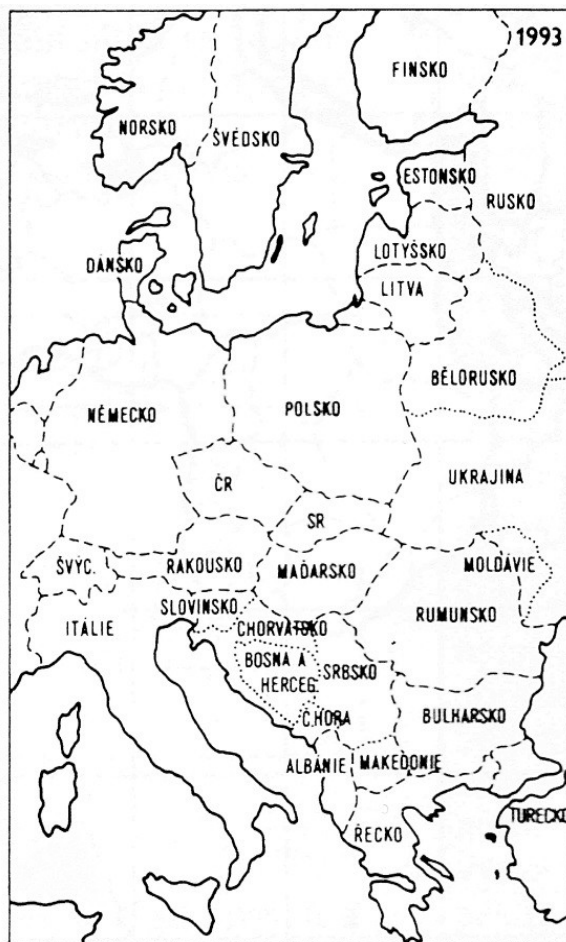 1993
FINSKO
NORSKO
ŠVÉDSKO
ESTONSKO
RUSKO
LOTYŠSKO
DÁNSKO
LITVA
BĚLORUSKO
NĚMECKO
POLSKO
ČR
UKRAJINA
SR
ŠVÝC.
RAKOUSKO
MAĎARSKO
MOLDÁVIE
SLOVINSKO
RUMUNSKO
ITÁLIE
CHORVATSKO
BOSNA A
HERCEG.
SRBSKO
Č.HORA
BULHARSKO
ALBÁNIE
MAKEDONIE
TURECKO
ŘECKO